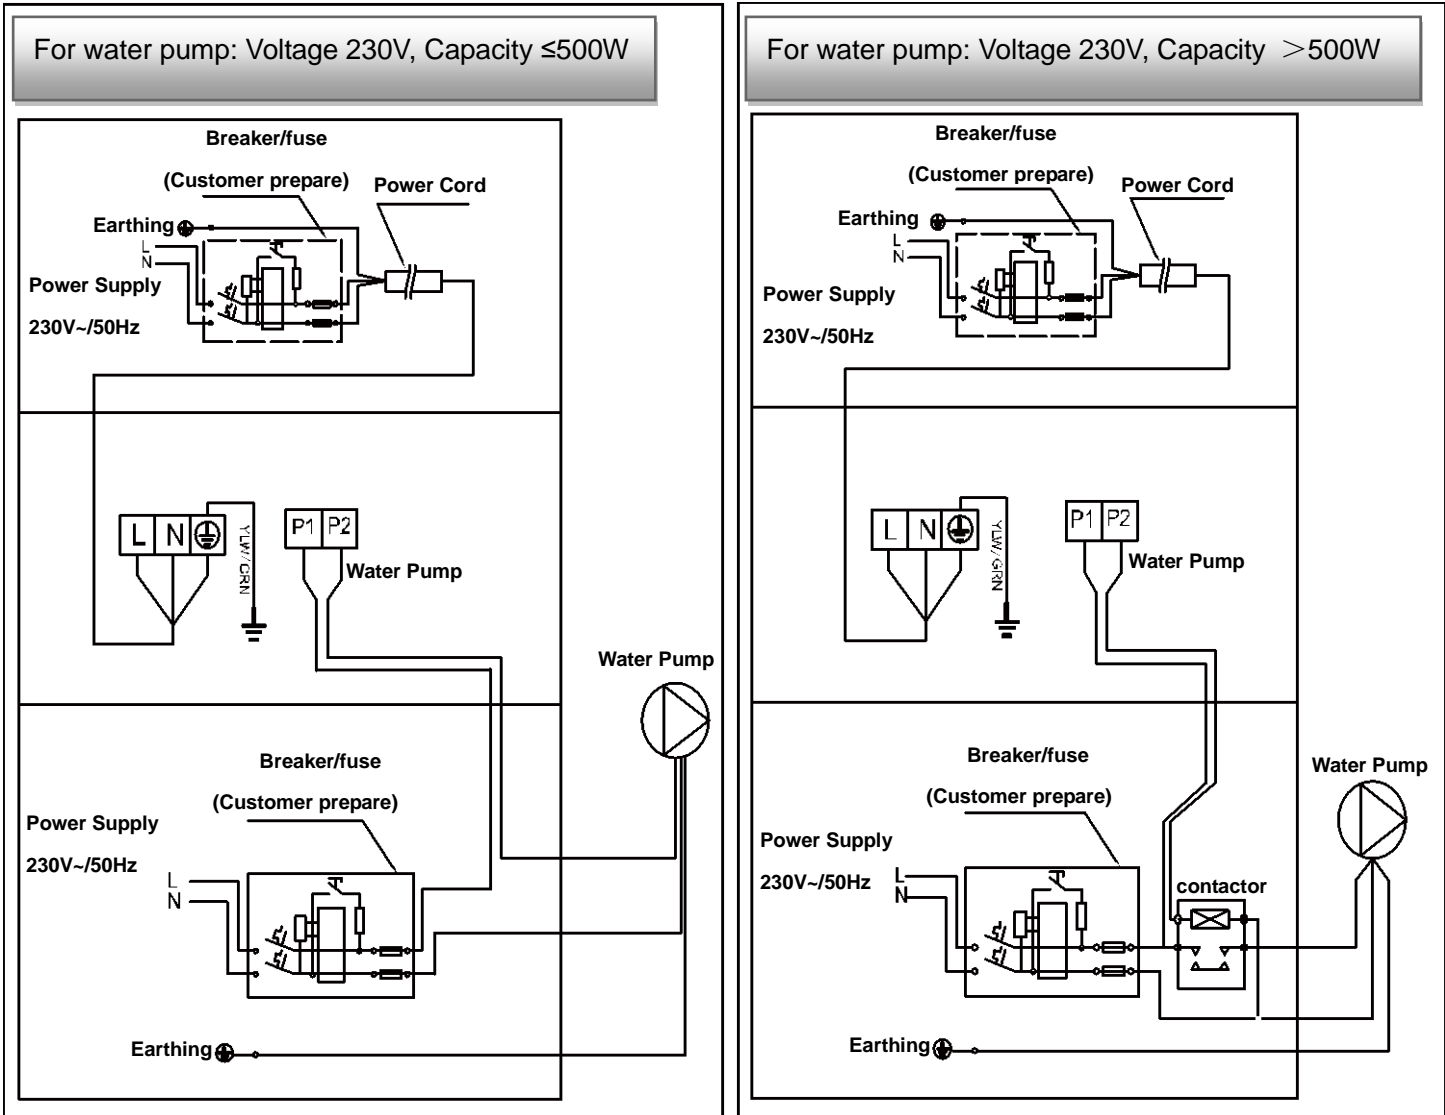 For water pump: Voltage 230V, Capacity ≤500W
Breaker/fuse
(Customer prepare)
Power Cord
Earthing
L
N
Power Supply
230V~/50Hz
L N
YLW/GRN
P1 P2
Water Pump
Water Pump
Breaker/fuse
(Customer prepare)
Power Supply
230V~/50Hz
L
N
Earthing
For water pump: Voltage 230V, Capacity >500W
Breaker/fuse
(Customer prepare)
Power Cord
Earthing
L
N
Power Supply
230V~/50Hz
L N
YLW/GRN
P1 P2
Water Pump
Water Pump
Breaker/fuse
(Customer prepare)
Power Supply
230V~/50Hz
L
N
contactor
Earthing